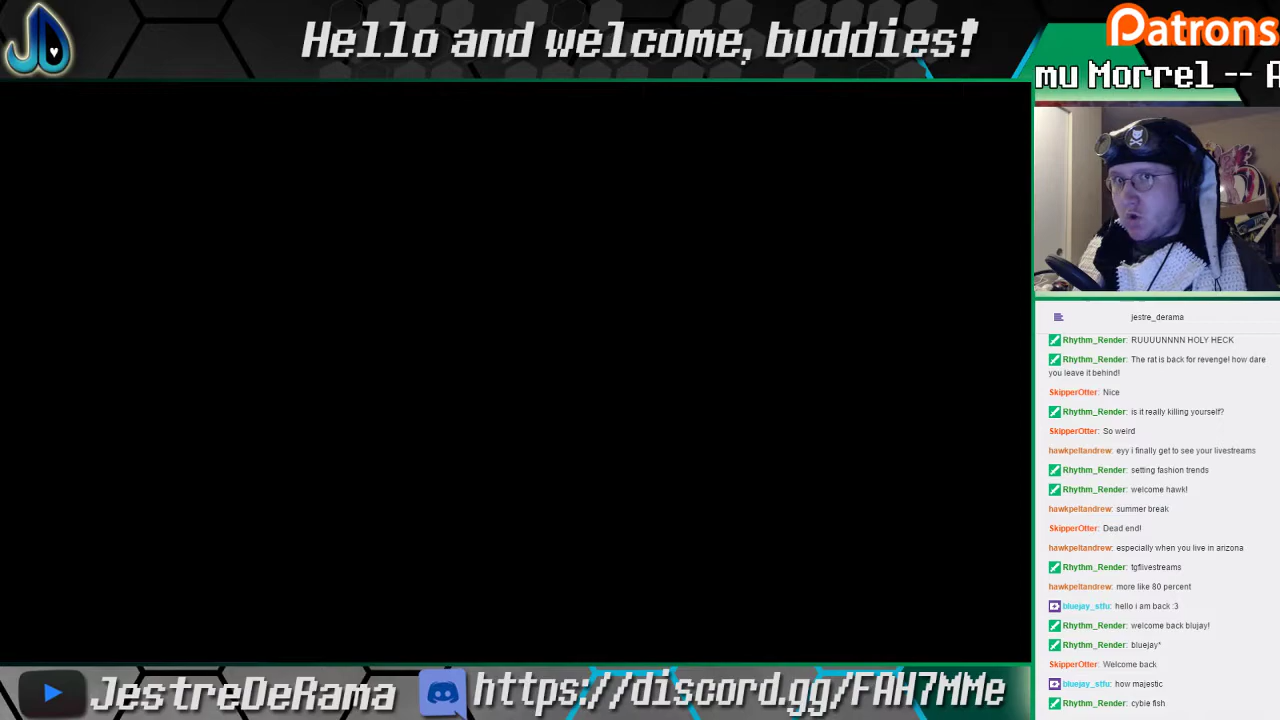 Hello and welcome, buddies!
Patrons
mu Morrel -- A
jestre_derama
Rhythm_Render: RUUUUNNNN HOLY HECK
Rhythm_Render: The rat is back for revenge! how dare
you leave it behind!
SkipperOtter: Nice
Rhythm_Render: is it really killing yourself?
SkipperOtter: So weird
hawkpeltandrew: eyy i finally get to see your livestreams
Rhythm_Render: setting fashion trends
Rhythm_Render: welcome hawk!
hawkpeltandrew: summer break
SkipperOtter: Dead end!
hawkpeltandrew: especially when you live in arizona
Rhythm_Render: tgflivestreams
hawkpeltandrew: more like 80 percent
bluejay_stfu: hello i am back :3
Rhythm_Render: welcome back blujay!
Rhythm_Render: bluejay*
SkipperOtter: Welcome back
bluejay_stfu: how majestic
Rhythm_Render: cybie fish
JestreDeRama
https://discord.gg/FAH7MMe